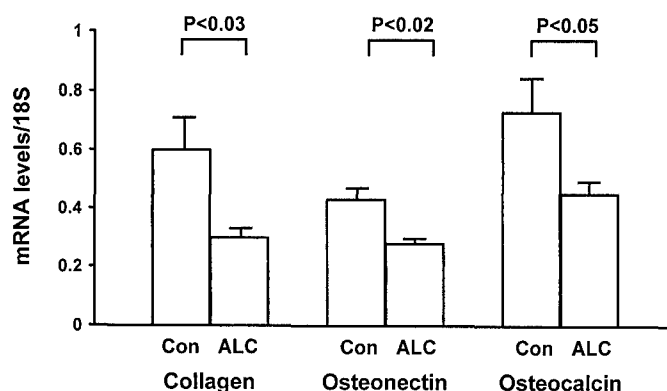 P<0.03 P<0.02 P<0.05
1
0.8
0.6
0.4
0.2
0
mRNA levels/18S
Con ALC Con ALC Con ALC
Collagen Osteonectin Osteocalcin